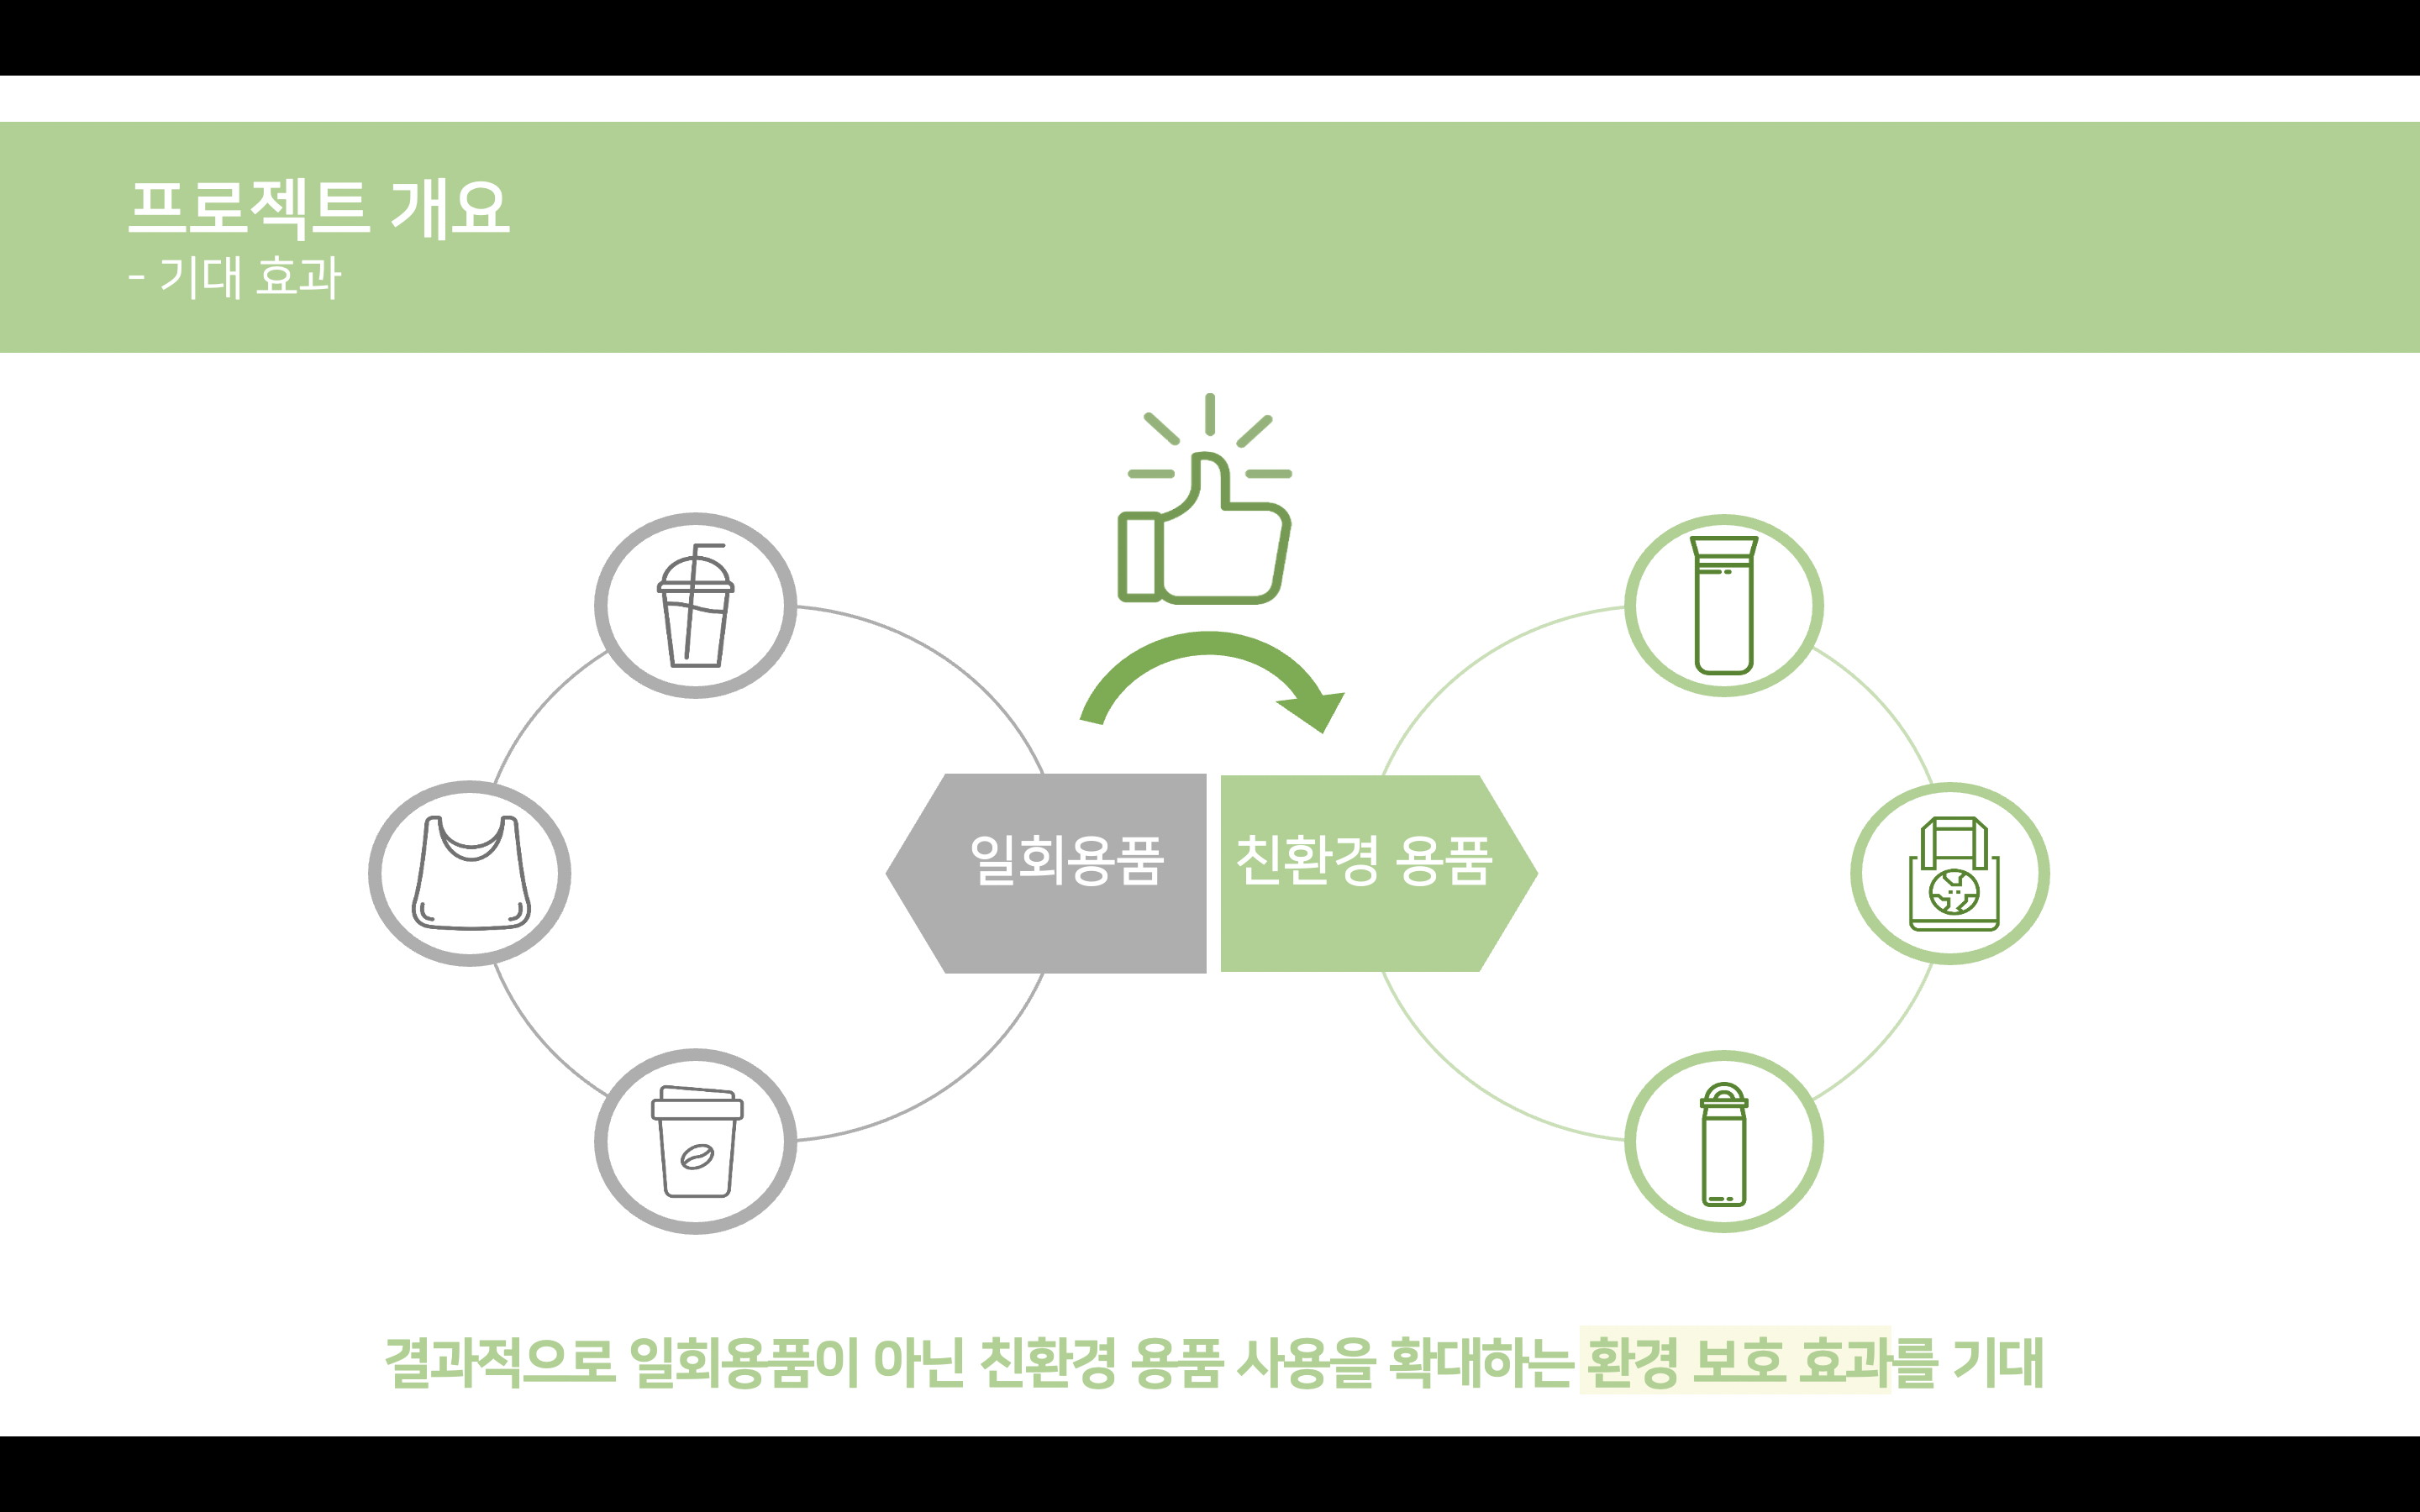 프로젝트 개요
- 기대 효과
일회용품
친환경 용품
결과적으로 일회용품이 아닌 친환경 용품 사용을 확대하는 환경 보호 효과를 기대